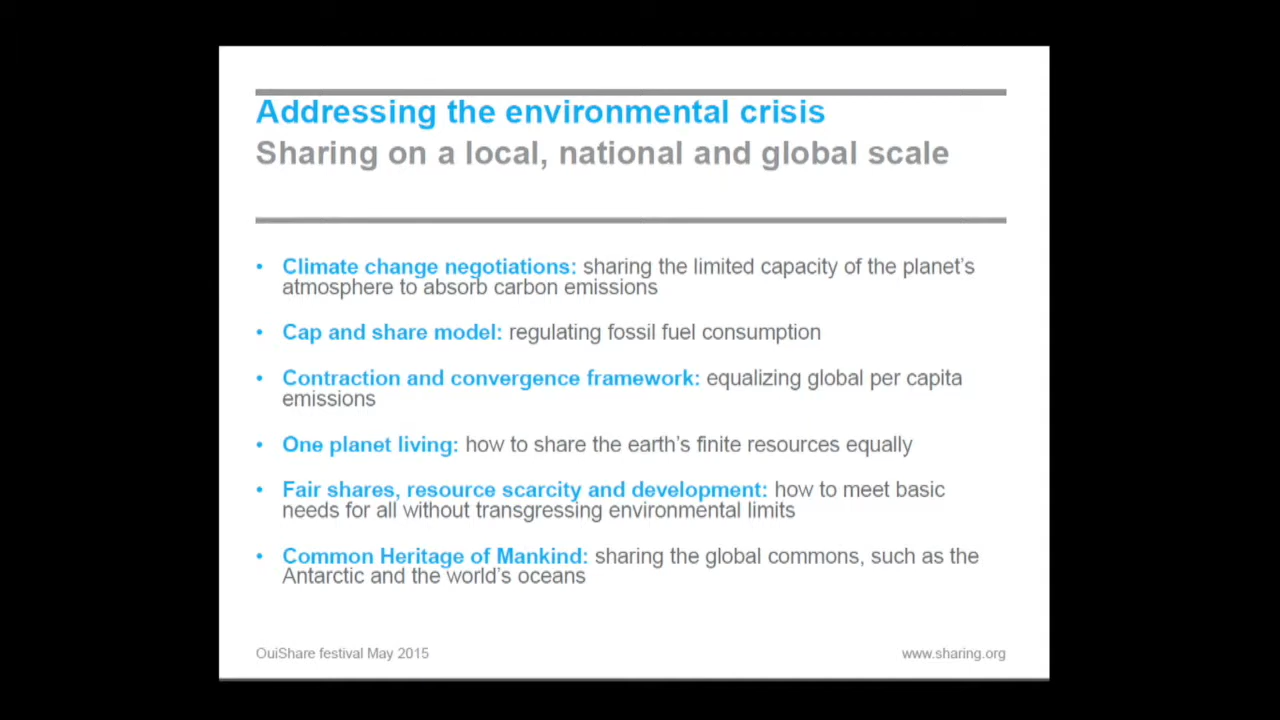 Addressing the environmental crisis
Sharing on a local, national and global scale
• Climate change negotiations: sharing the limited capacity of the planet's
atmosphere to absorb carbon emissions
• Cap and share model: regulating fossil fuel consumption
• Contraction and convergence framework: equalizing global per capita
emissions
• One planet living: how to share the earth's finite resources equally
• Fair shares, resource scarcity and development: how to meet basic
needs for all without transgressing environmental limits
• Common Heritage of Mankind: sharing the global commons, such as the
Antarctic and the world's oceans
OuiShare festival May 2015
www.sharing.org